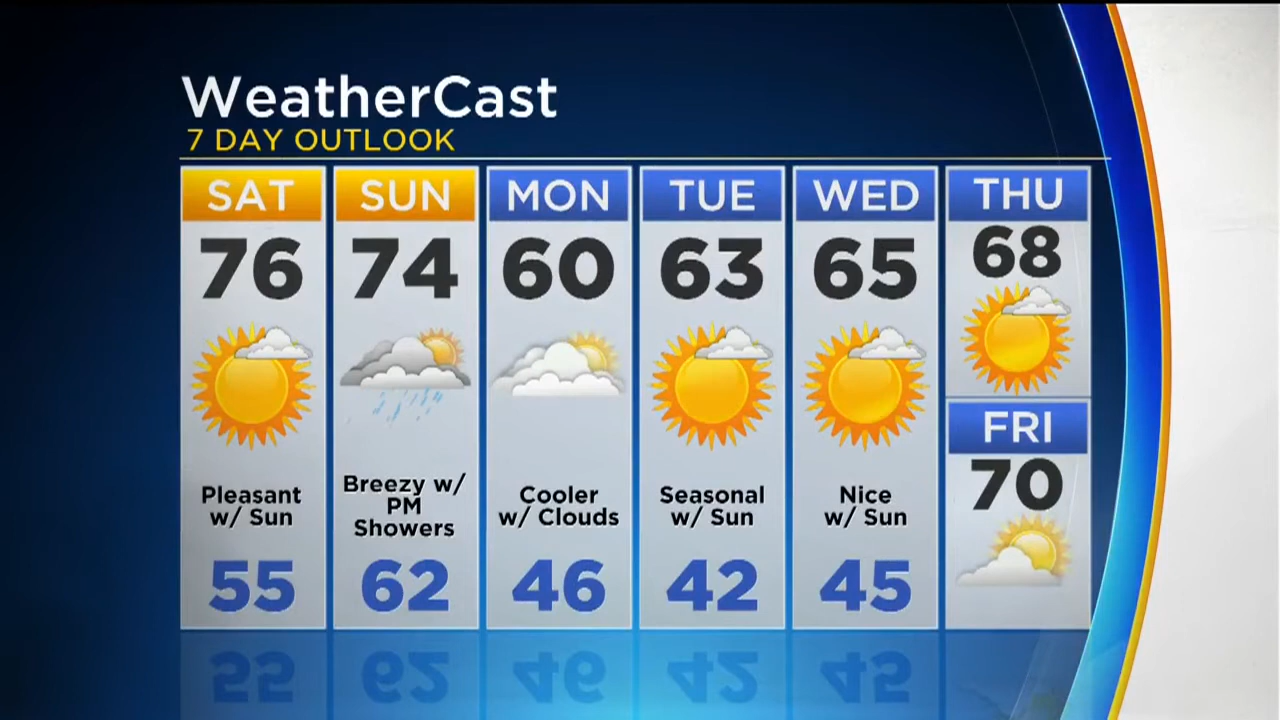 WeatherCast
7 DAY OUTLOOK
SAT
76
Pleasant
w/ Sun
55
SUN
74
Breezy w/
PM
Showers
62
MON
60
Cooler
w/ Clouds
46
TUE
63
Seasonal
w/ Sun
42
WED
65
Nice
w/ Sun
45
THU
68
FRI
70